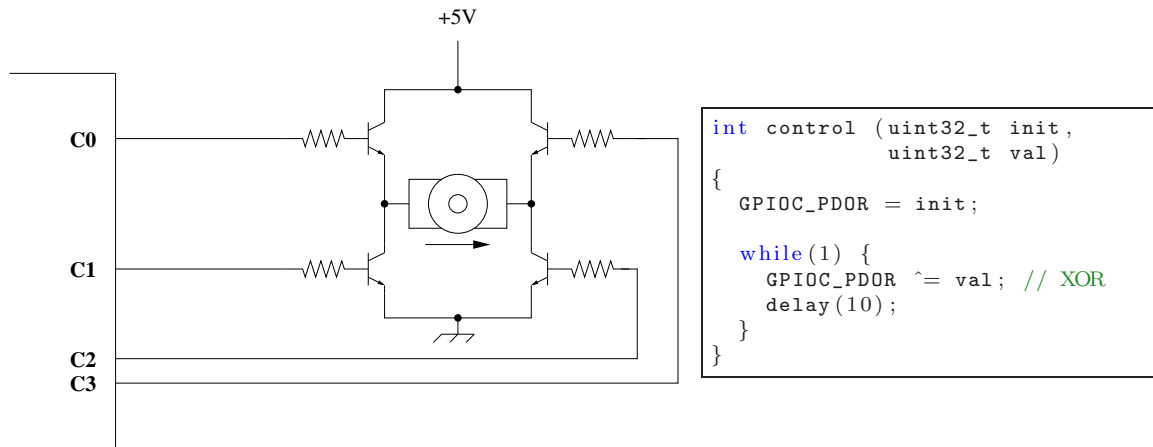 +5V
C0
C1
C2
C3
int control (uint32_t init,
uint32_t val)
{
GPIOC_PDOR = init;
while(1) {
GPIOC_PDOR ^= val; // XOR
delay(10);
}
}